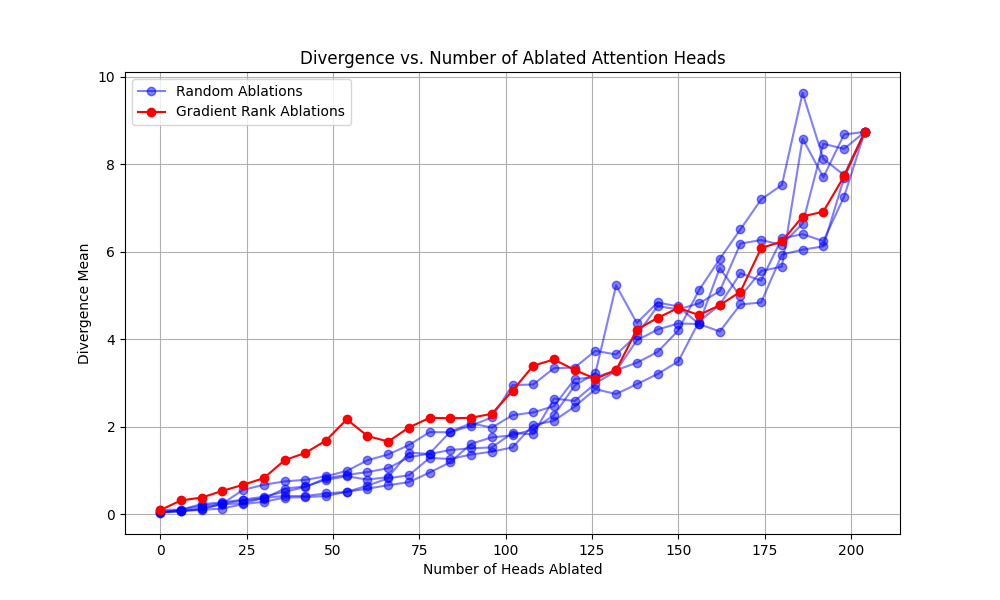 Divergence vs. Number of Ablated Attention Heads
Random Ablations
Gradient Rank Ablations
Divergence Mean
10
8
6
4
2
0
0 25 50 75 100 125 150 175 200
Number of Heads Ablated